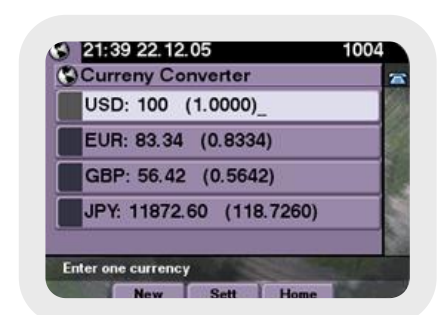 21:39 22.12.05 1004
Curreny Converter
USD: 100 (1.0000)_
EUR: 83.34 (0.8334)
GBP: 56.42 (0.5642)
JPY: 11872.60 (118.7260)
Enter one currency
New Sett Home